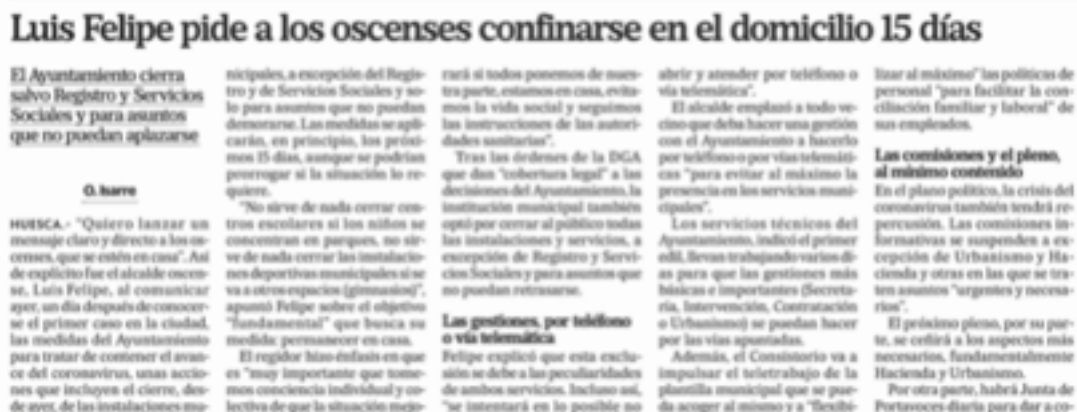 Luis Felipe pide a los oscenses confinarse en el domicilio 15 días
El Ayuntamiento cierra
salvo Registro y Servicios
Sociales y para asuntos
que no puedan aplazarse
O. Isarre
HUESCA.- "Quiero lanzar un
mensaje claro y directo a los os-
censes, que se estén en casa". Así
de explícito fue el alcalde oscen-
se, Luis Felipe, al comunicar
ayer, un día después de conocer-
se el primer caso en la ciudad,
las medidas del Ayuntamiento
para tratar de contener el avan-
ce del coronavirus, unas accio-
nes que incluyen el cierre, des-
de ayer, de las instalaciones mu-
nicipales, a excepción del Regis-
tro y de Servicios Sociales y so-
lo para asuntos que no puedan
demorarse. Las medidas se apli-
carán, en principio, los próxi-
mos 15 días, aunque se podrían
prorrogar si la situación lo re-
quiere.
"No sirve de nada cerrar cen-
tros escolares si los niños se
concentran en parques, no sir-
ve de nada cerrar las instalacio-
nes deportivas municipales si se
va a otros espacios (gimnasios)",
apuntó Felipe sobre el objetivo
"fundamental" que busca su
medida: permanecer en casa.
El regidor hizo énfasis en que
es "muy importante que tome-
mos conciencia individual y co-
lectiva de que la situación mejo-
rará si todos ponemos de nues-
tra parte, estamos en casa, evita-
mos la vida social y seguimos
las instrucciones de las autori-
dades sanitarias".
Tras las órdenes de la DGA
que dan "cobertura legal" a las
decisiones del Ayuntamiento, la
institución municipal también
optó por cerrar al público todas
las instalaciones y servicios, a
excepción de Registro y Servi-
cios Sociales y para asuntos que
no puedan retrasarse.
Las gestiones, por teléfono
o vía telemática
Felipe explicó que esta exclu-
sión se debe a las peculiaridades
de ambos servicios. Incluso así,
"se intentará en lo posible no
abrir y atender por teléfono o
vía telemática".
El alcalde emplazó a todo ve-
cino que deba hacer una gestión
con el Ayuntamiento a hacerlo
por teléfono o por vías telemáti-
cas "para evitar al máximo la
presencia en los servicios muni-
cipales".
Los servicios técnicos del
Ayuntamiento, indicó el primer
edil, llevan trabajando varios dí-
as para que las gestiones más
básicas e importantes (Secreta-
ría, Intervención, Contratación
o Urbanismo) se puedan hacer
por las vías apuntadas.
Además, el Consistorio va a
impulsar el teletrabajo de la
plantilla municipal que se pue-
da acoger al mismo y a "flexibi-
lizar al máximo" las políticas de
personal "para facilitar la con-
ciliación familiar y laboral" de
sus empleados.
Las comisiones y el pleno,
al mínimo contenido
En el plano político, la crisis del
coronavirus también tendrá re-
percusión. Las comisiones in-
formativas se suspenden a ex-
cepción de Urbanismo y Ha-
cienda y otras en las que se tra-
ten asuntos "urgentes y necesa-
rios".
El próximo pleno, por su par-
te, se ceñirá a los aspectos más
necesarios, fundamentalmente
Hacienda y Urbanismo.
Por otra parte, habrá Junta de
Portavoces diaria para dar a co-